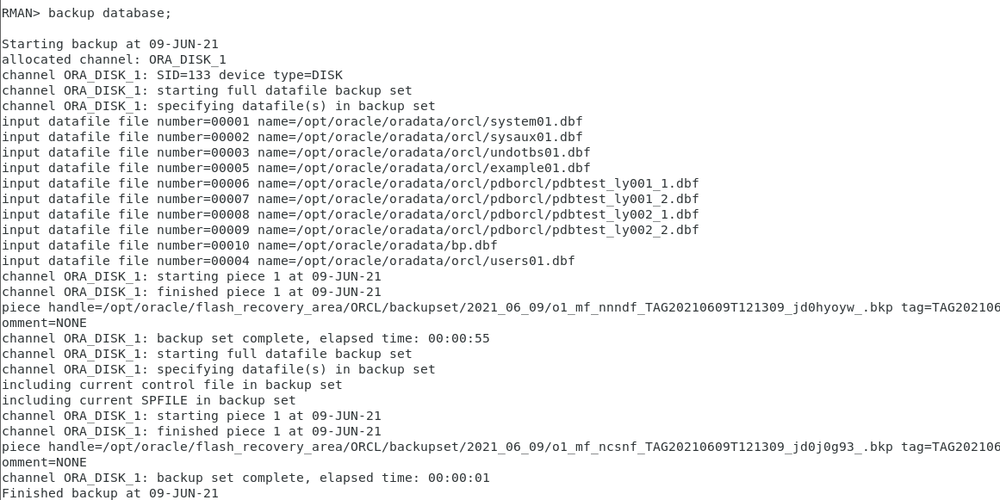 RMAN> backup database;
Starting backup at 09-JUN-21
allocated channel: ORA_DISK_1
channel ORA_DISK_1: SID=133 device type=DISK
channel ORA_DISK_1: starting full datafile backup set
channel ORA_DISK_1: specifying datafile(s) in backup set
input datafile file number=00001 name=/opt/oracle/oradata/orcl/system01.dbf
input datafile file number=00002 name=/opt/oracle/oradata/orcl/sysaux01.dbf
input datafile file number=00003 name=/opt/oracle/oradata/orcl/undotbs01.dbf
input datafile file number=00005 name=/opt/oracle/oradata/orcl/example01.dbf
input datafile file number=00006 name=/opt/oracle/oradata/orcl/pdborcl/pdbtest_ly001_1.dbf
input datafile file number=00007 name=/opt/oracle/oradata/orcl/pdborcl/pdbtest_ly001_2.dbf
input datafile file number=00008 name=/opt/oracle/oradata/orcl/pdborcl/pdbtest_ly002_1.dbf
input datafile file number=00009 name=/opt/oracle/oradata/orcl/pdborcl/pdbtest_ly002_2.dbf
input datafile file number=00010 name=/opt/oracle/oradata/bp.dbf
input datafile file number=00004 name=/opt/oracle/oradata/orcl/users01.dbf
channel ORA_DISK_1: starting piece 1 at 09-JUN-21
channel ORA_DISK_1: finished piece 1 at 09-JUN-21
piece handle=/opt/oracle/flash_recovery_area/ORCL/backupset/2021_06_09/o1_mf_nnndf_TAG20210609T121309_jd0hyoyw_.bkp tag=TAG202106
omment=NONE
channel ORA_DISK_1: backup set complete, elapsed time: 00:00:55
channel ORA_DISK_1: starting full datafile backup set
channel ORA_DISK_1: specifying datafile(s) in backup set
including current control file in backup set
including current SPFILE in backup set
channel ORA_DISK_1: starting piece 1 at 09-JUN-21
channel ORA_DISK_1: finished piece 1 at 09-JUN-21
piece handle=/opt/oracle/flash_recovery_area/ORCL/backupset/2021_06_09/o1_mf_ncsnf_TAG20210609T121309_jd0j0g93_.bkp tag=TAG202106
omment=NONE
channel ORA_DISK_1: backup set complete, elapsed time: 00:00:01
Finished backup at 09-JUN-21